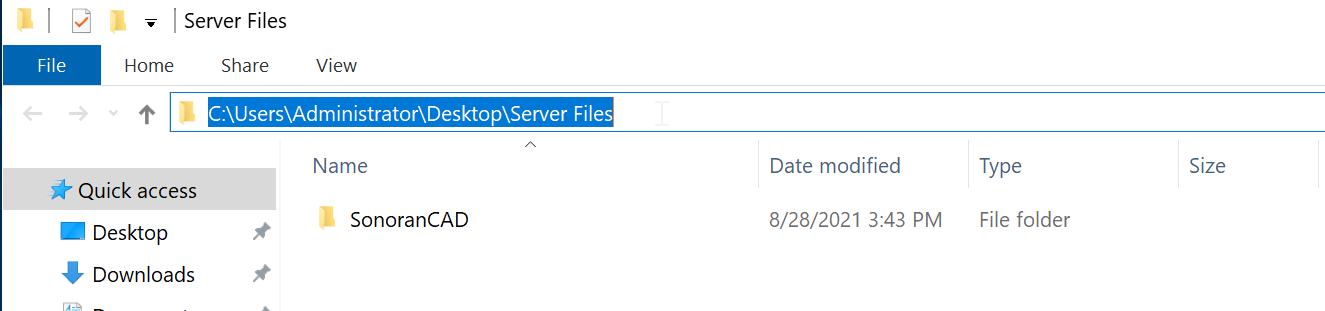 Server Files
File Home Share View
C:\Users\Administrator\Desktop\Server Files
Name Date modified Type Size
Quick access
SonoranCAD 8/28/2021 3:43 PM File folder
Desktop
Downloads